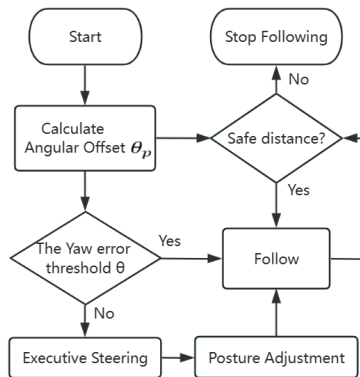 Start
Stop Following
No
Calculate
Angular Offset θₚ
Safe distance?
Yes
The Yaw error
threshold θ
Yes
Follow
No
Executive Steering
Posture Adjustment